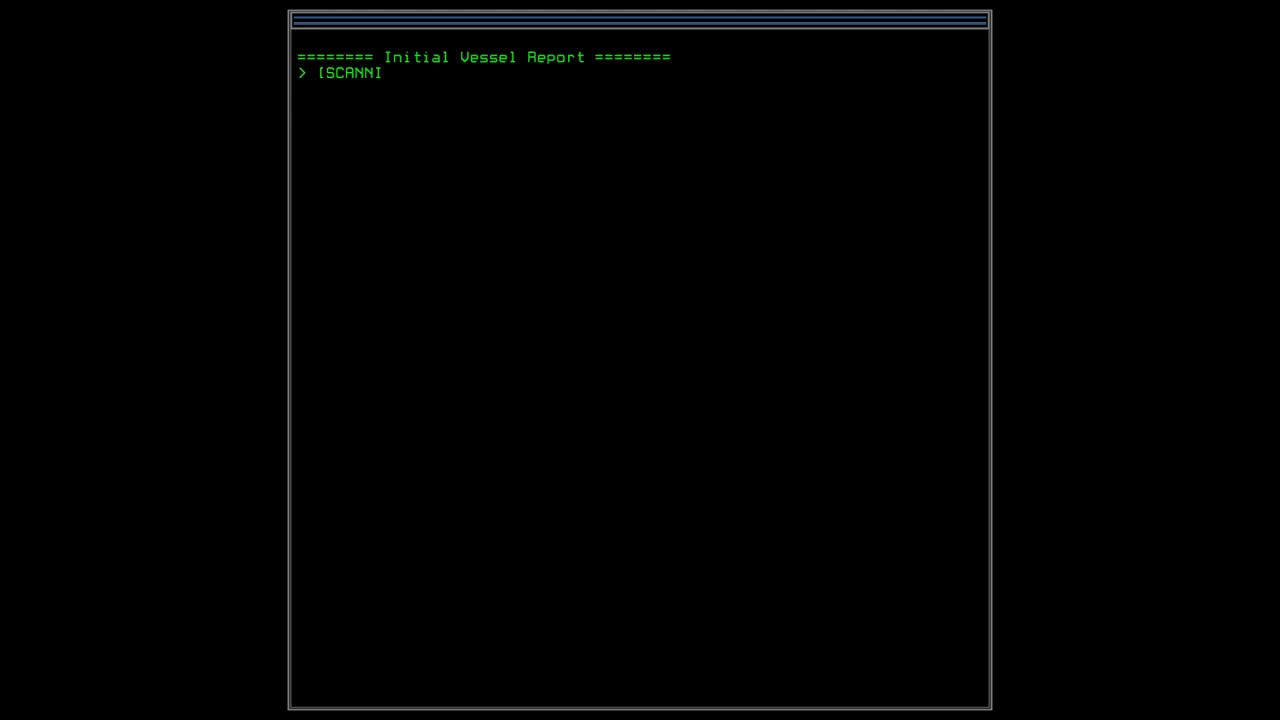 ======== Initial Vessel Report ========
> [SCANNI